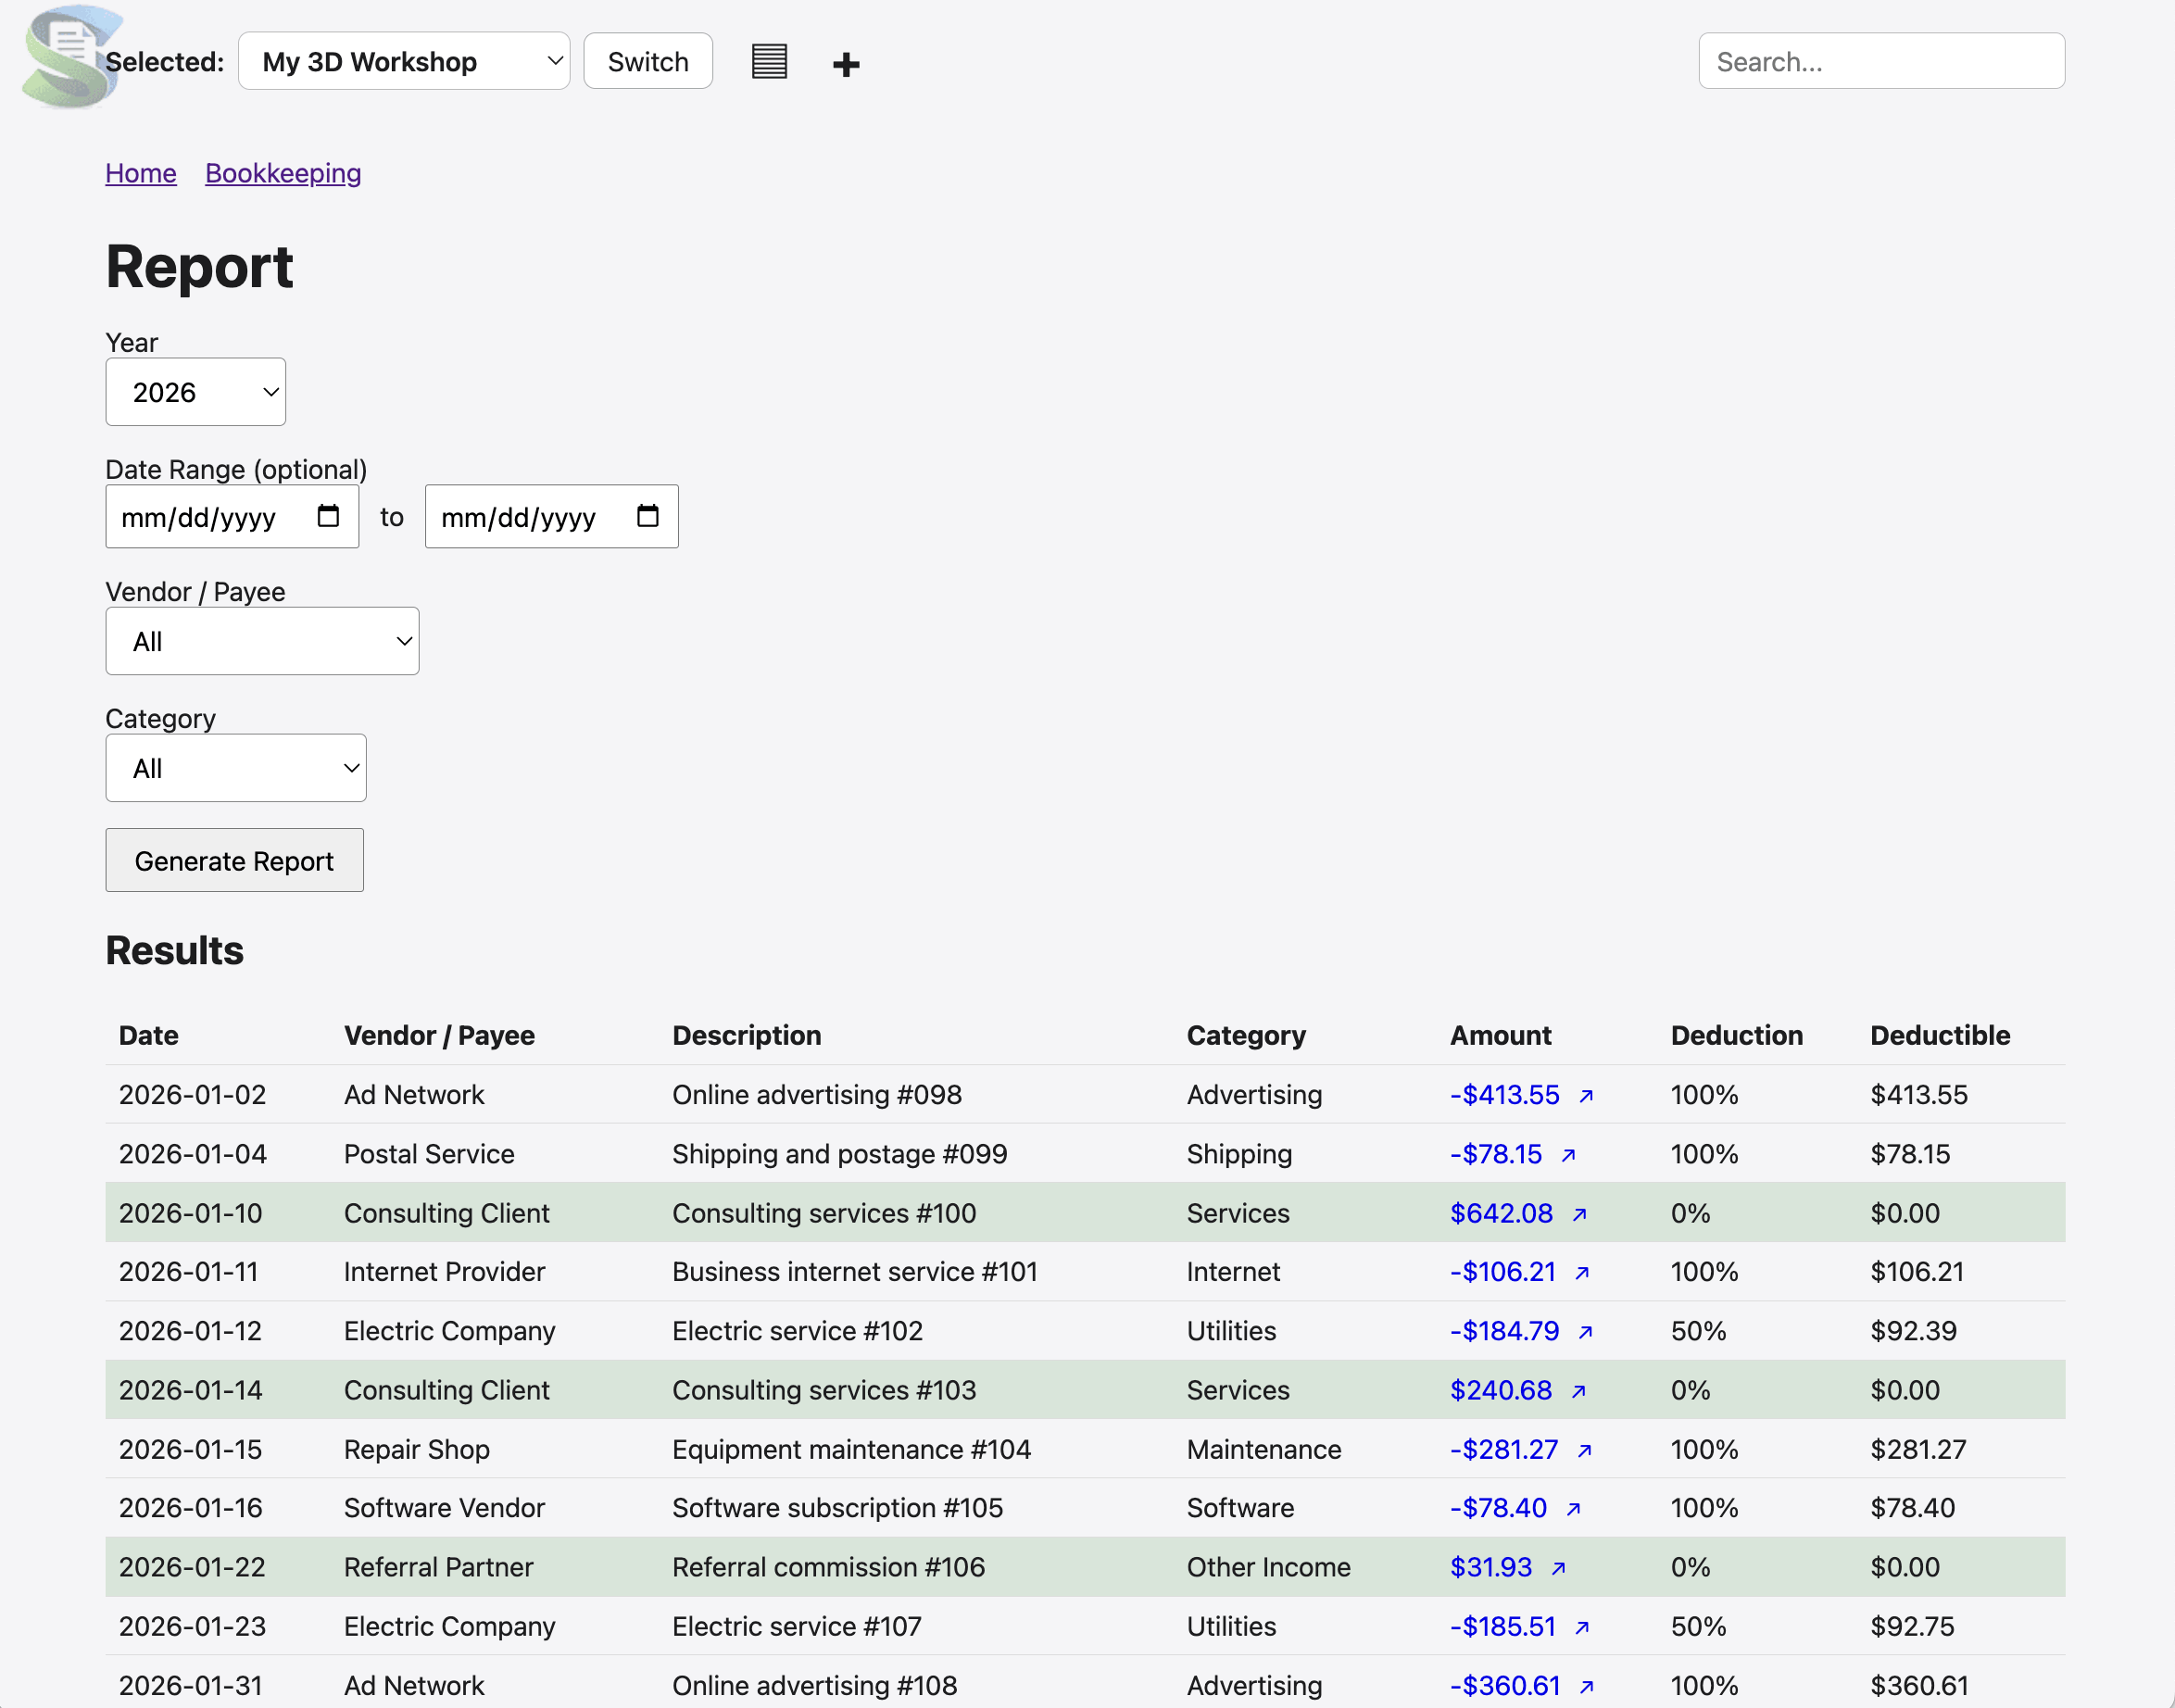 Selected: My 3D Workshop Switch + Search...
Home Bookkeeping
Report
Year
2026
Date Range (optional)
mm/dd/yyyy to mm/dd/yyyy
Vendor / Payee
All
Category
All
Generate Report
Results
Date Vendor / Payee Description Category Amount Deduction Deductible
2026-01-02 Ad Network Online advertising #098 Advertising -$413.55 ↗ 100% $413.55
2026-01-04 Postal Service Shipping and postage #099 Shipping -$78.15 ↗ 100% $78.15
2026-01-10 Consulting Client Consulting services #100 Services $642.08 ↗ 0% $0.00
2026-01-11 Internet Provider Business internet service #101 Internet -$106.21 ↗ 100% $106.21
2026-01-12 Electric Company Electric service #102 Utilities -$184.79 ↗ 50% $92.39
2026-01-14 Consulting Client Consulting services #103 Services $240.68 ↗ 0% $0.00
2026-01-15 Repair Shop Equipment maintenance #104 Maintenance -$281.27 ↗ 100% $281.27
2026-01-16 Software Vendor Software subscription #105 Software -$78.40 ↗ 100% $78.40
2026-01-22 Referral Partner Referral commission #106 Other Income $31.93 ↗ 0% $0.00
2026-01-23 Electric Company Electric service #107 Utilities -$185.51 ↗ 50% $92.75
2026-01-31 Ad Network Online advertising #108 Advertising -$360.61 ↗ 100% $360.61